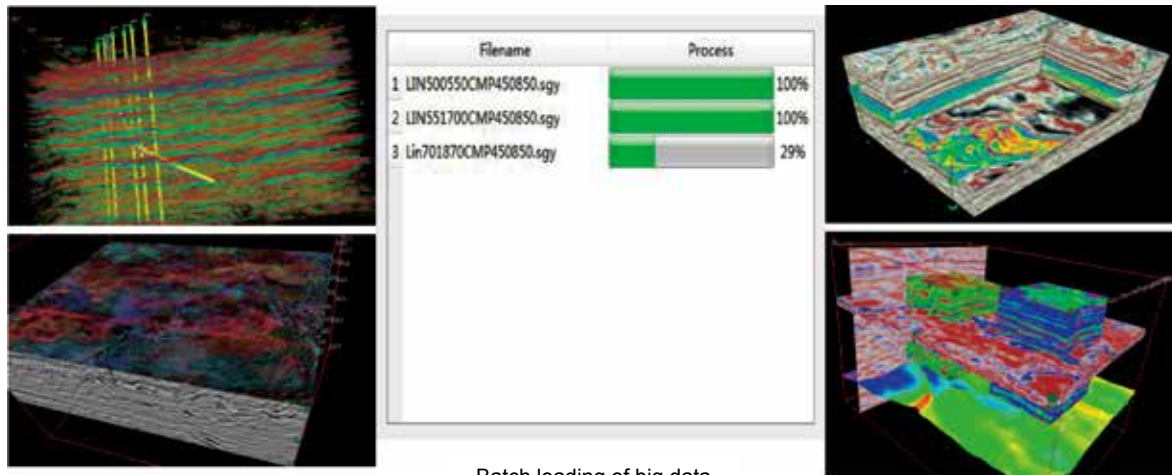 Filename Process
1 LIN500550CMP450850.sgy 100%
2 LIN551700CMP450850.sgy 100%
3 Lin701870CMP450850.sgy 29%
Batch loading of big data